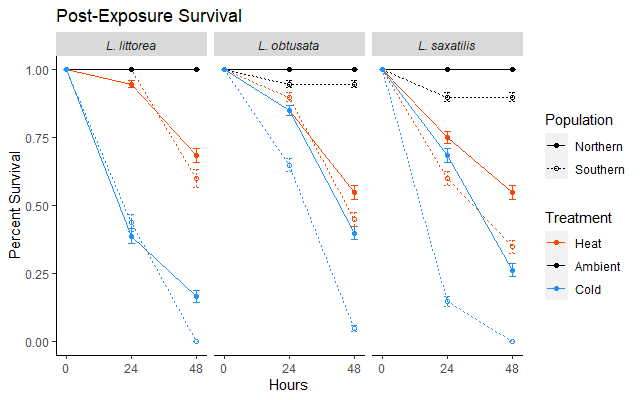 Post-Exposure Survival
L. littorea
L. obtusata
L. saxatilis
Percent Survival
1.00
0.75
0.50
0.25
0.00
0 24 48 0 24 48 0 24 48
Hours
Population
Northern
Southern
Treatment
Heat
Ambient
Cold